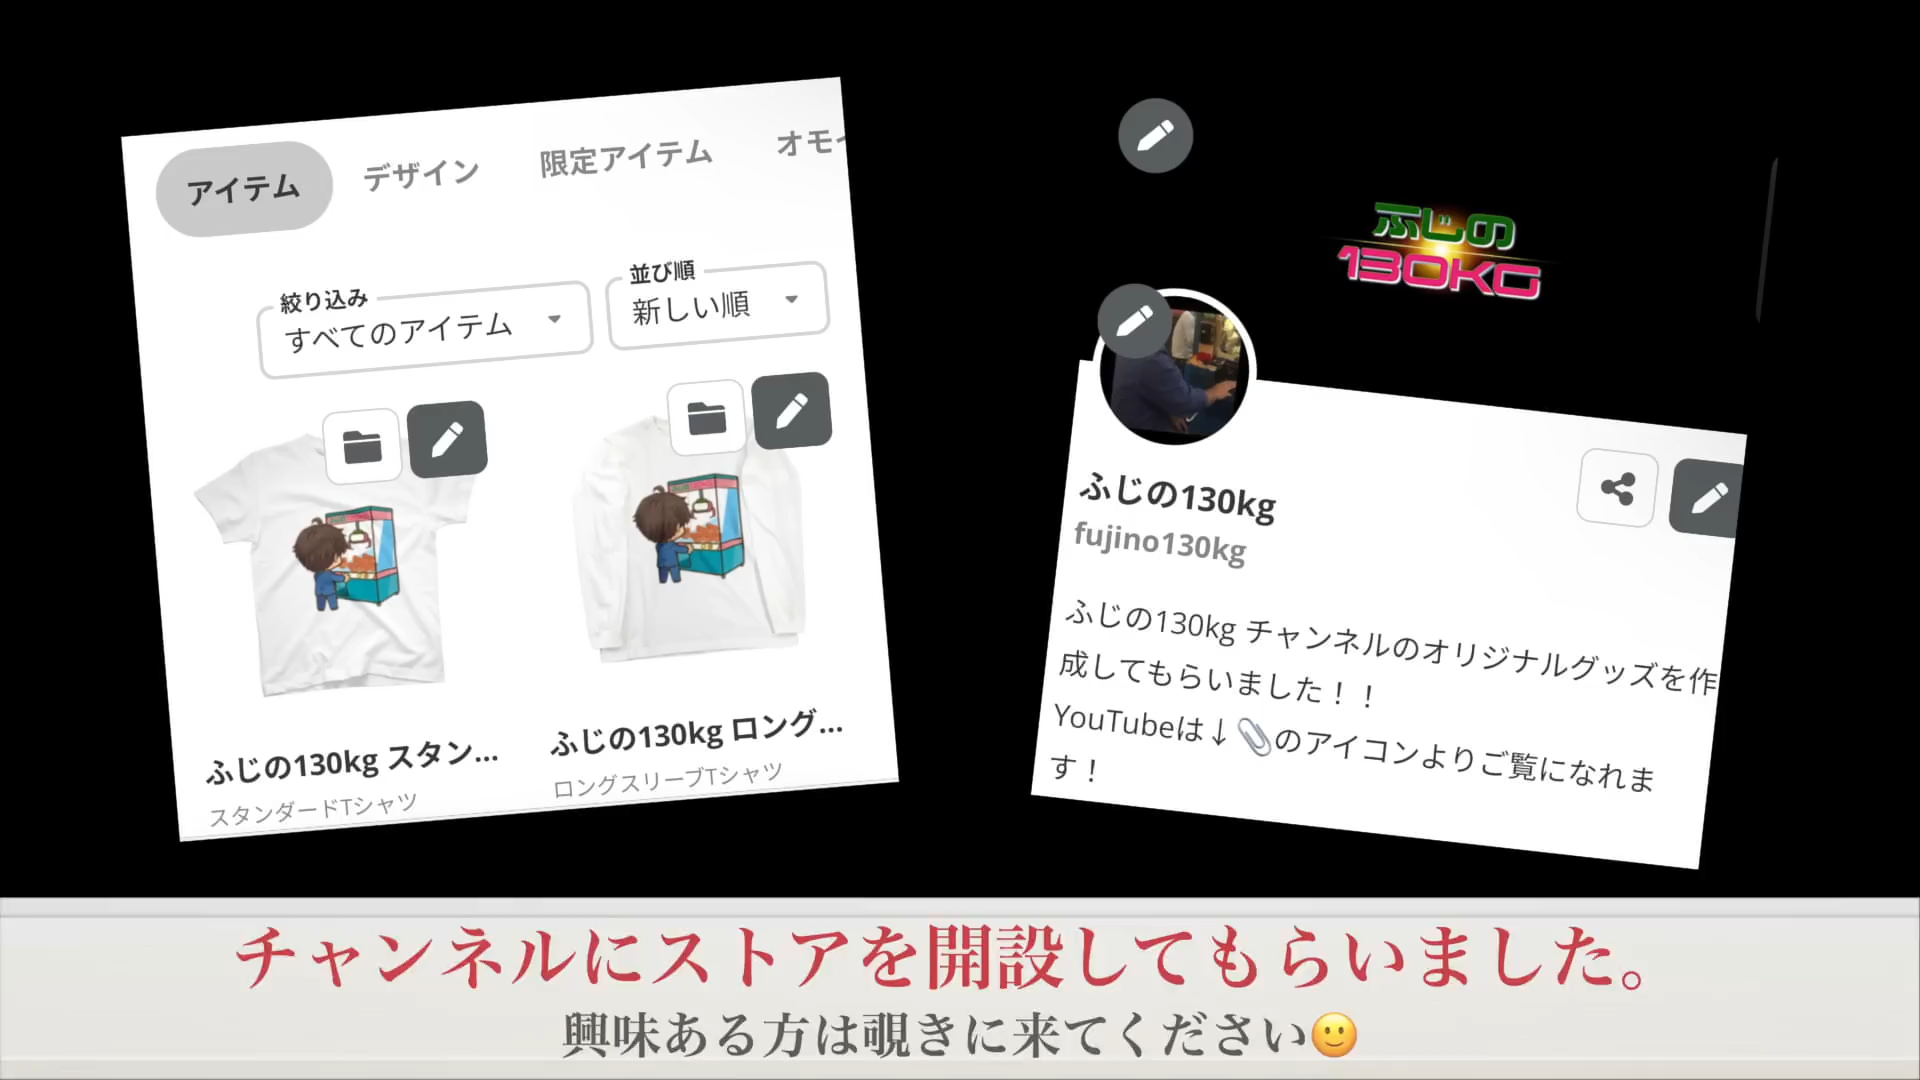 アイテム
デザイン
限定アイテム
オモイ
絞り込み
すべてのアイテム
並び順
新しい順
ふじの130kg スタン...
スタンダードTシャツ
ふじの130kg ロング...
ロングスリーブTシャツ
ふじの
130KG
ふじの130kg
fujino130kg
ふじの130kg チャンネルのオリジナルグッズを作
成してもらいました！！
YouTubeは↓📎のアイコンよりご覧になれま
す！
チャンネルにストアを開設してもらいました。
興味ある方は覗きに来てください🙂